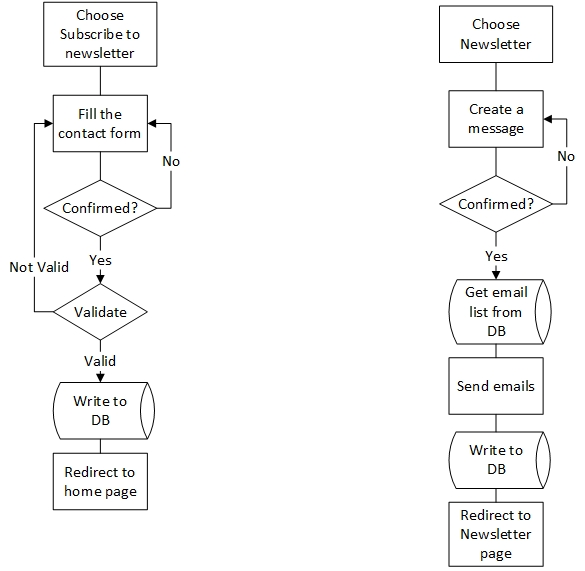 Choose
Subscribe to
newsletter
Fill the
contact form
No
Confirmed?
Yes
Not Valid
Validate
Valid
Write to
DB
Redirect to
home page
Choose
Newsletter
Create a
message
No
Confirmed?
Yes
Get email
list from
DB
Send emails
Write to
DB
Redirect to
Newsletter
page